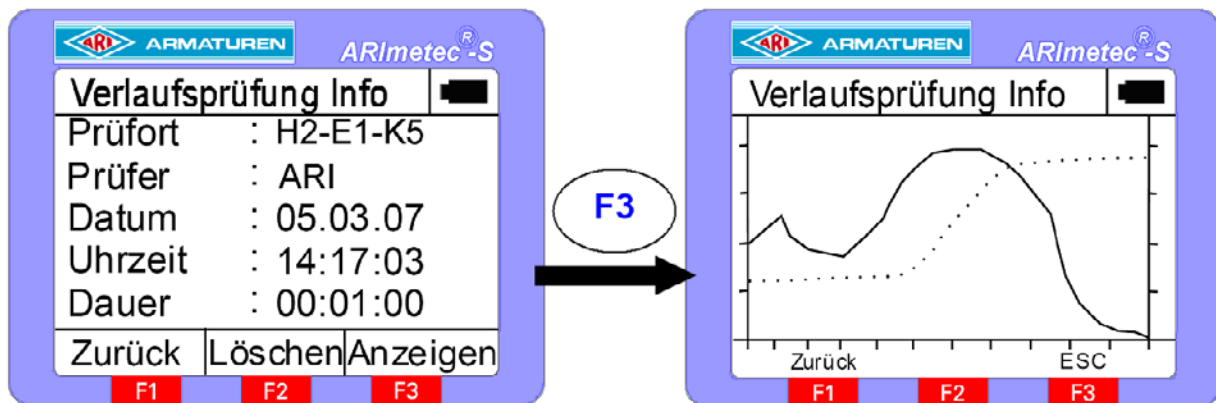 ARI ARMATUREN
ARImetec®-S
Verlaufsprüfung Info
Prüfort : H2-E1-K5
Prüfer : ARI
Datum : 05.03.07
Uhrzeit : 14:17:03
Dauer : 00:01:00
Zurück Löschen Anzeigen
F1 F2 F3
F3
ARI ARMATUREN
ARImetec®-S
Verlaufsprüfung Info
Zurück ESC
F1 F2 F3